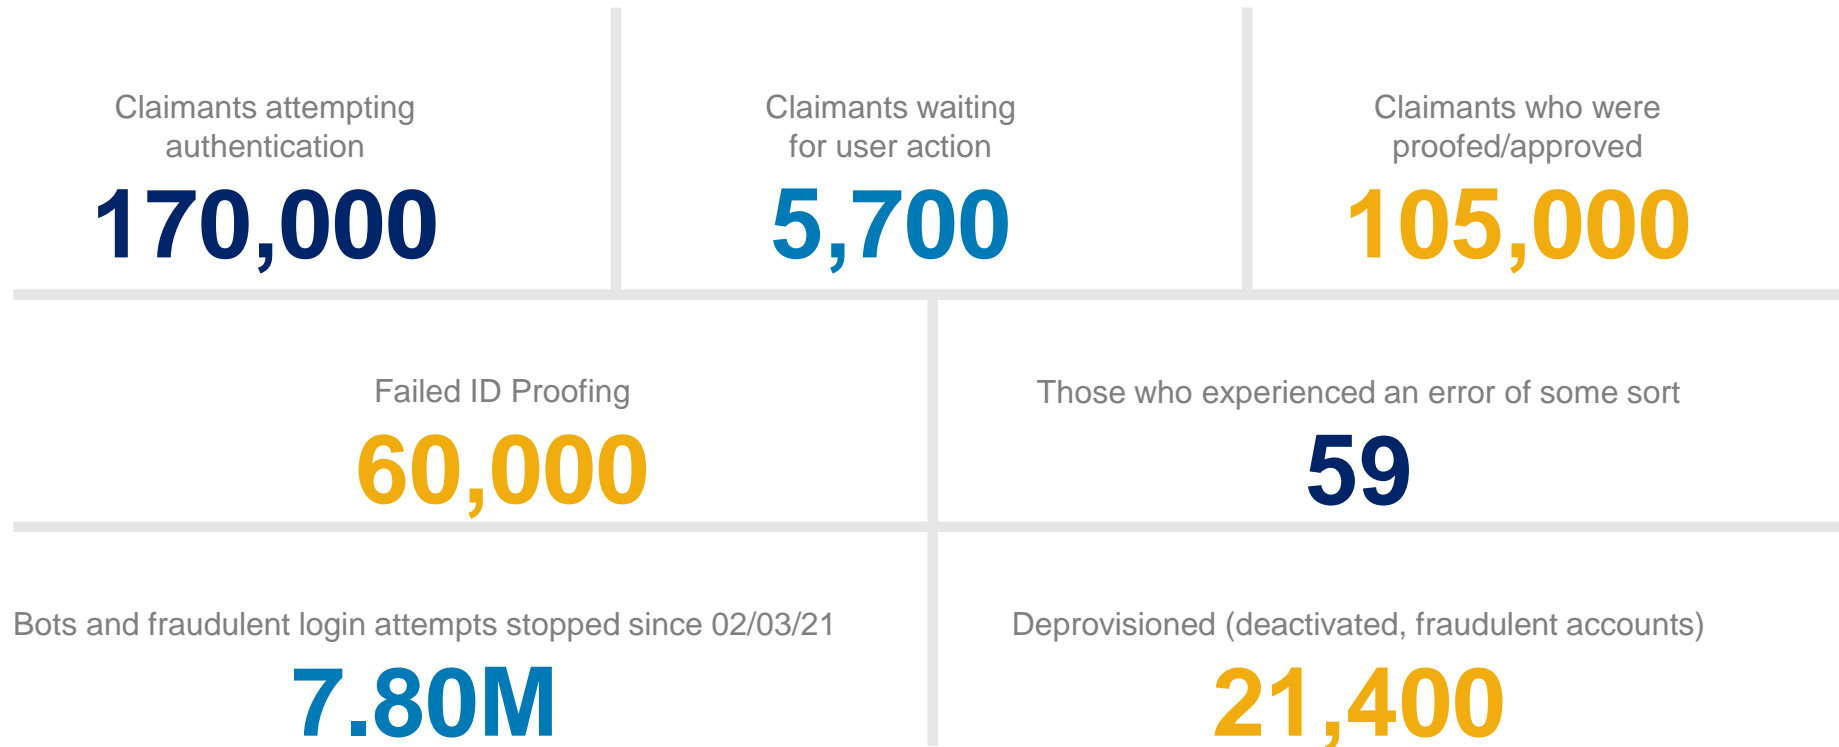 Claimants attempting
authentication
170,000
Claimants waiting
for user action
5,700
Claimants who were
proofed/approved
105,000
Failed ID Proofing
60,000
Those who experienced an error of some sort
59
Bots and fraudulent login attempts stopped since 02/03/21
7.80M
Deprovisioned (deactivated, fraudulent accounts)
21,400